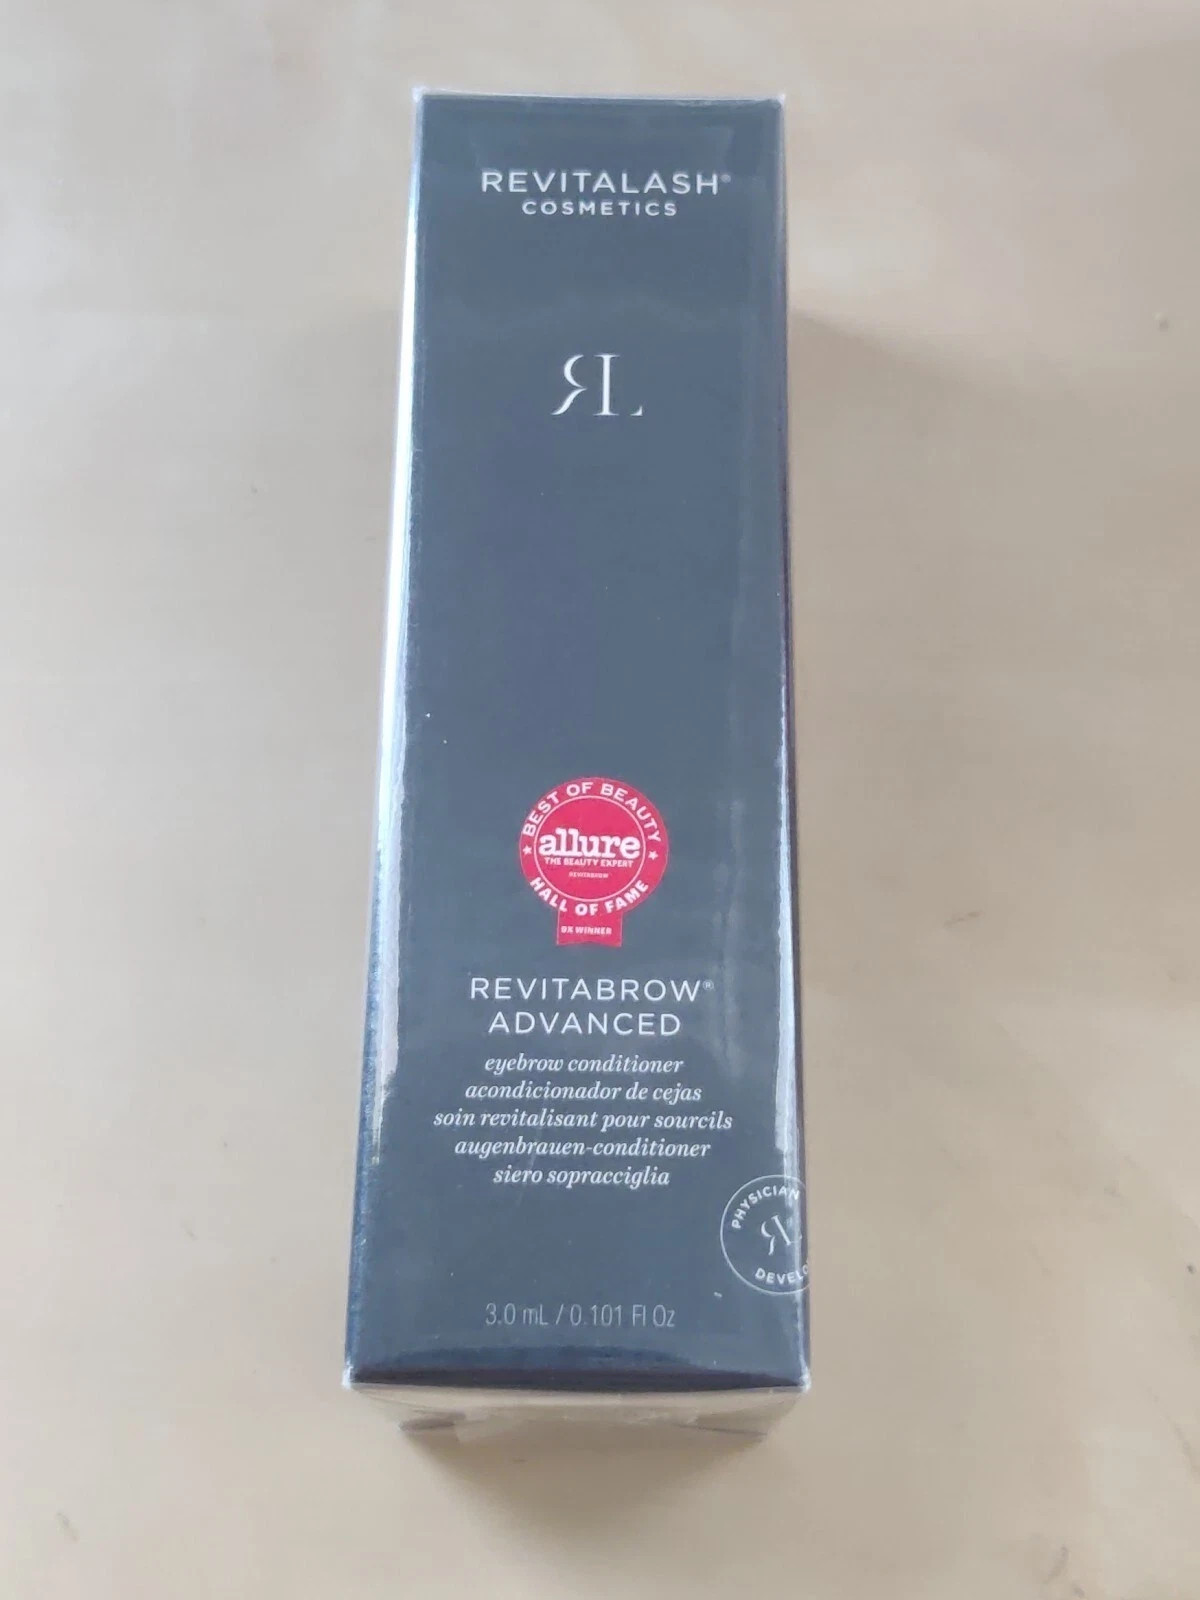 REVITALASH®
COSMETICS
RL
BEST OF BEAUTY
allure
THE BEAUTY EXPERT
REVITABROW
HALL OF FAME
9X WINNER
REVITABROW®
ADVANCED
eyebrow conditioner
acondicionador de cejas
soin revitalisant pour sourcils
augenbrauen-conditioner
siero sopracciglia
PHYSICIAN
RL
DEVELO
3.0 mL / 0.101 Fl Oz